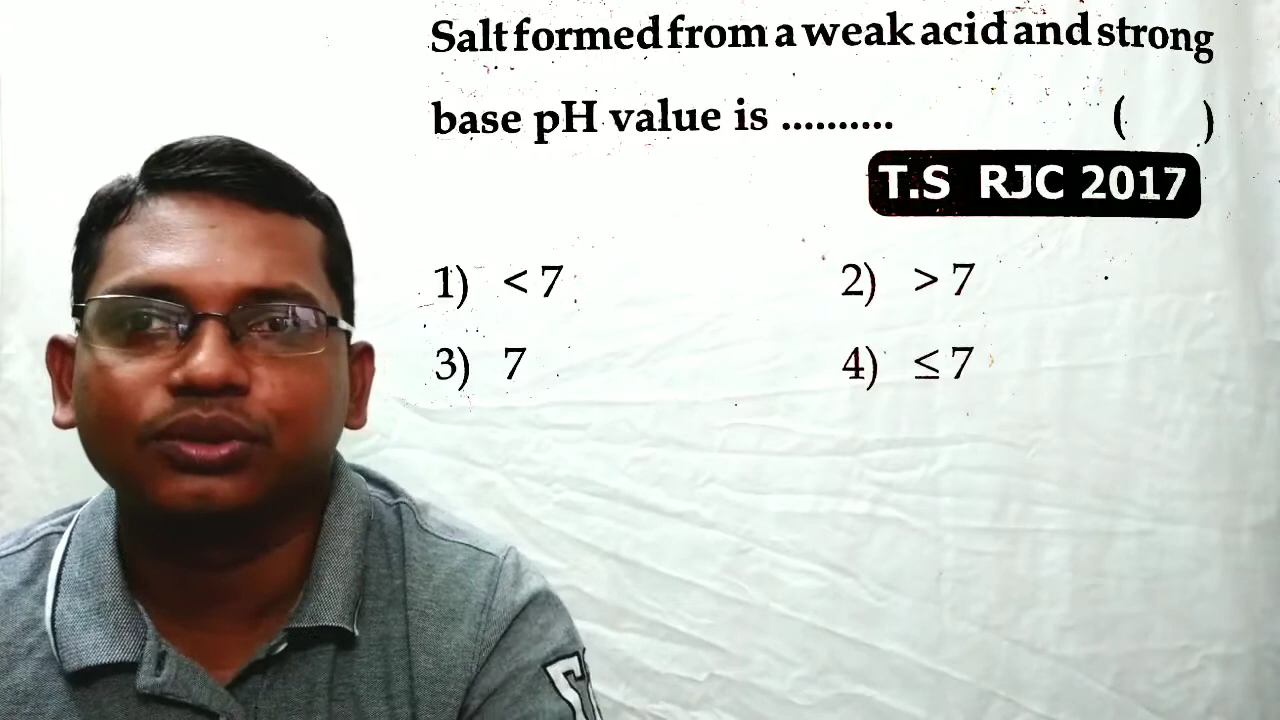 Salt formed from a weak acid and strong
base pH value is .......... ( )
T.S RJC 2017
1) < 7 2) > 7
3) 7 4) ≤ 7